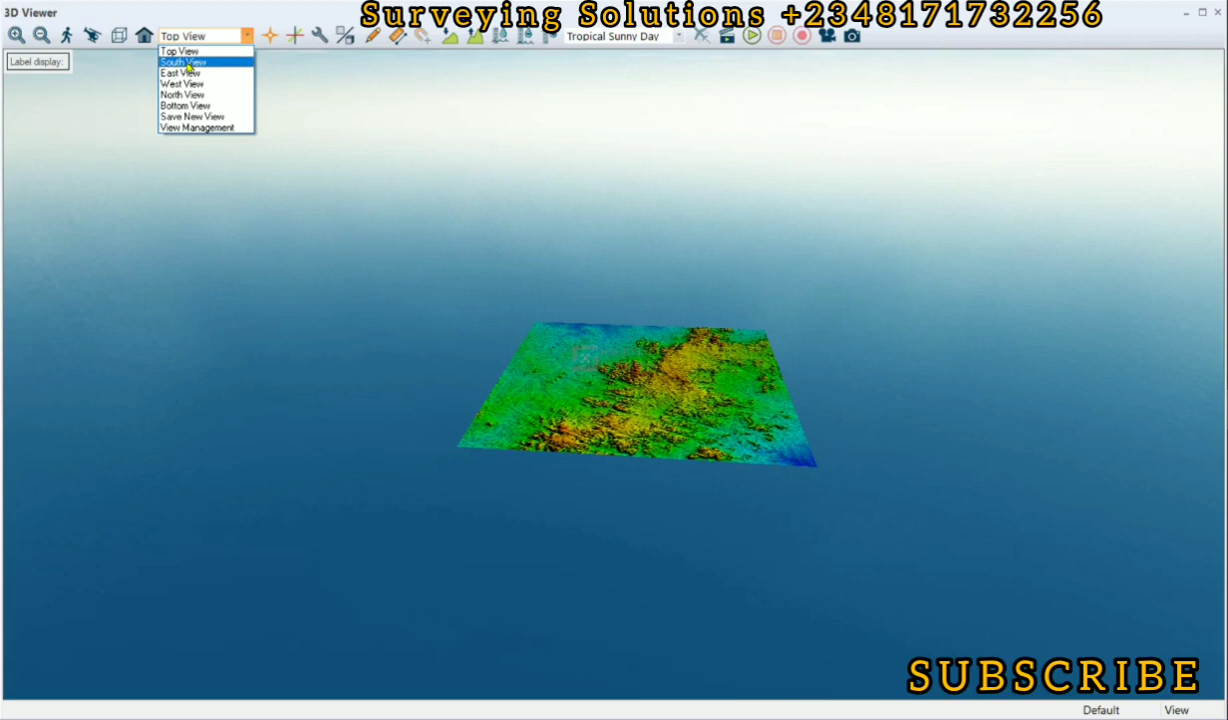 3D Viewer
Surveying Solutions +2348171732256
Top View
Tropical Sunny Day
Top View
Label display:
South View
East View
West View
North View
Bottom View
Save New View
View Management
SUBSCRIBE
Default
View